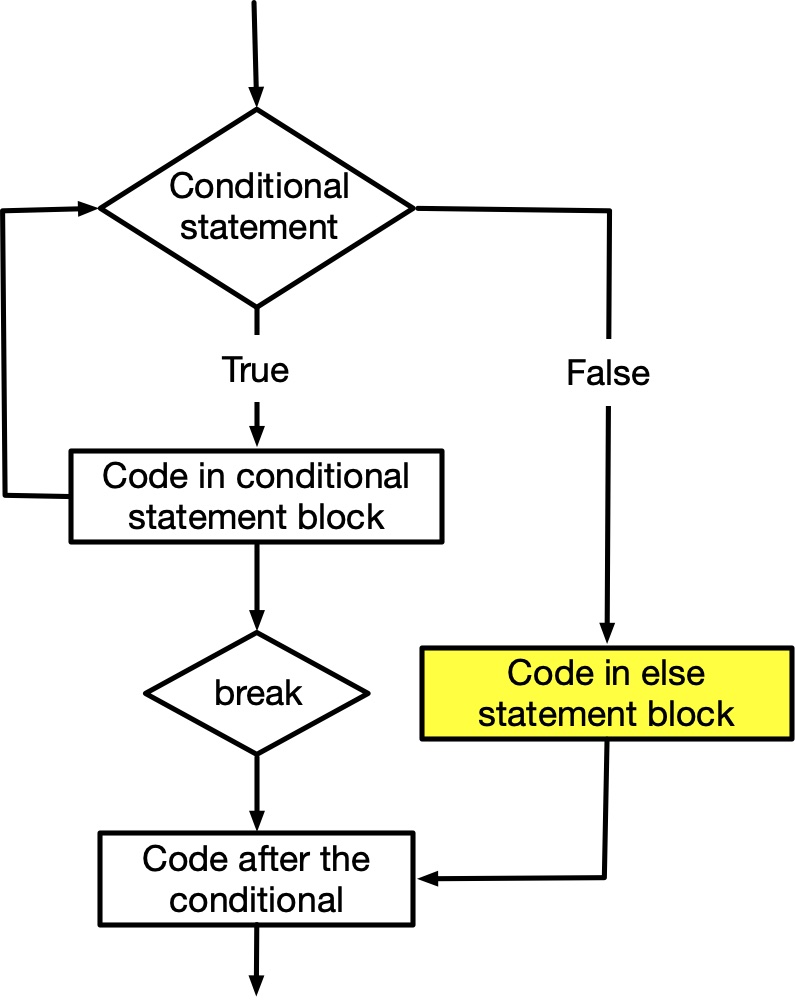 Conditional
statement
True
False
Code in conditional
statement block
break
Code in else
statement block
Code after the
conditional